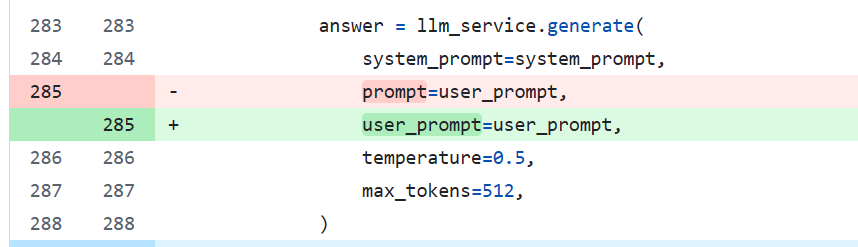 283 283 answer = llm_service.generate(
284 284 system_prompt=system_prompt,
285 - prompt=user_prompt,
285 + user_prompt=user_prompt,
286 286 temperature=0.5,
287 287 max_tokens=512,
288 288 )